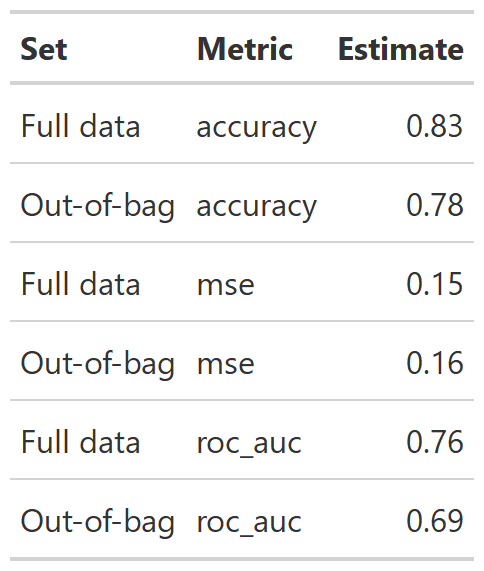 Set Metric Estimate
Full data accuracy 0.83
Out-of-bag accuracy 0.78
Full data mse 0.15
Out-of-bag mse 0.16
Full data roc_auc 0.76
Out-of-bag roc_auc 0.69